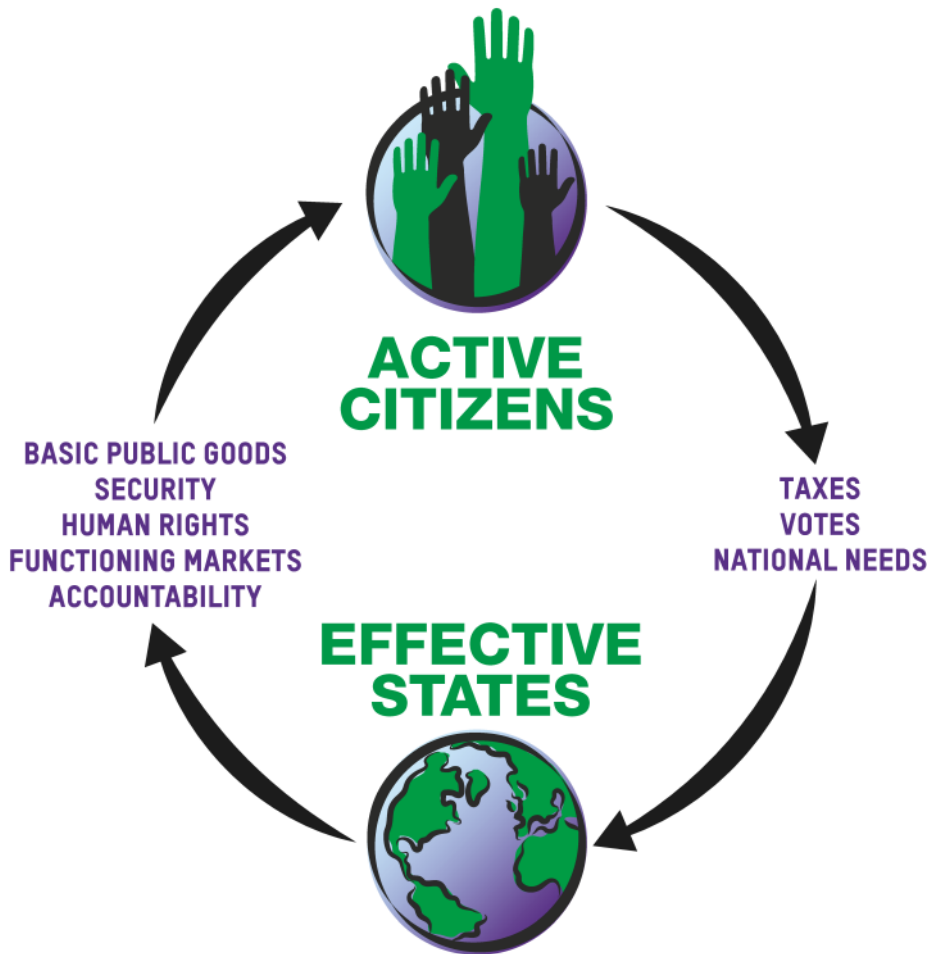 ACTIVE
CITIZENS
BASIC PUBLIC GOODS
SECURITY
HUMAN RIGHTS
FUNCTIONING MARKETS
ACCOUNTABILITY
TAXES
VOTES
NATIONAL NEEDS
EFFECTIVE
STATES